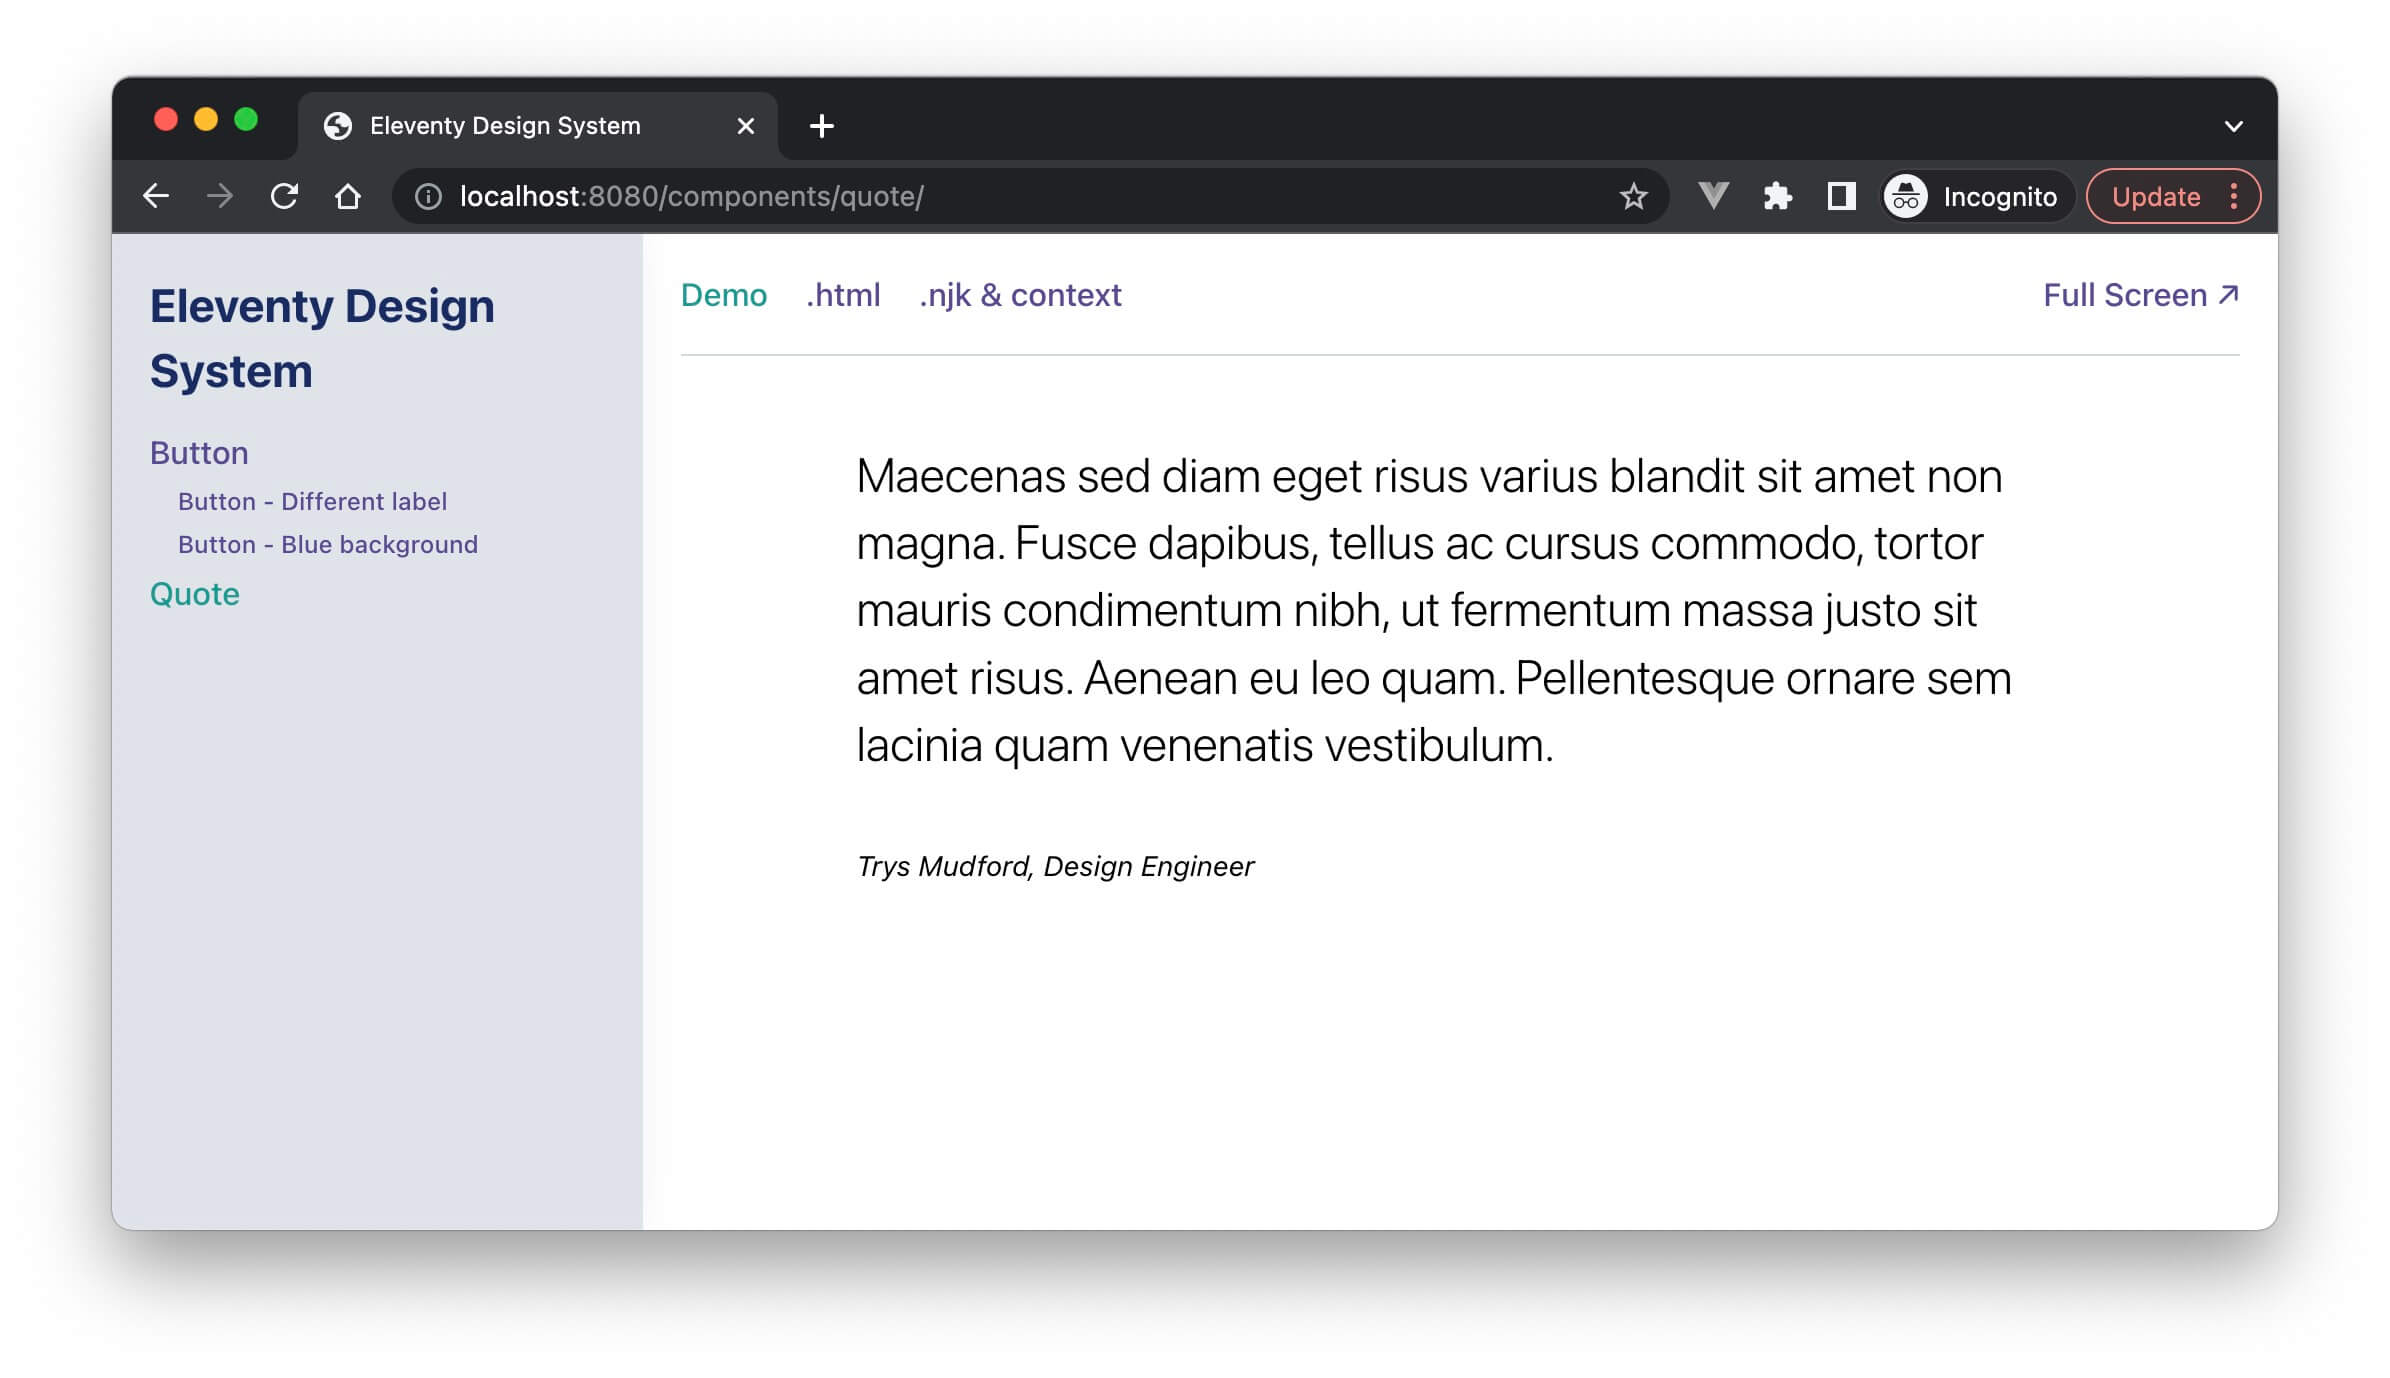 Eleventy Design System
localhost:8080/components/quote/
Incognito
Update
Eleventy Design
System
Button
Button - Different label
Button - Blue background
Quote
Demo .html .njk & context Full Screen ↗
Maecenas sed diam eget risus varius blandit sit amet non
magna. Fusce dapibus, tellus ac cursus commodo, tortor
mauris condimentum nibh, ut fermentum massa justo sit
amet risus. Aenean eu leo quam. Pellentesque ornare sem
lacinia quam venenatis vestibulum.
Trys Mudford, Design Engineer